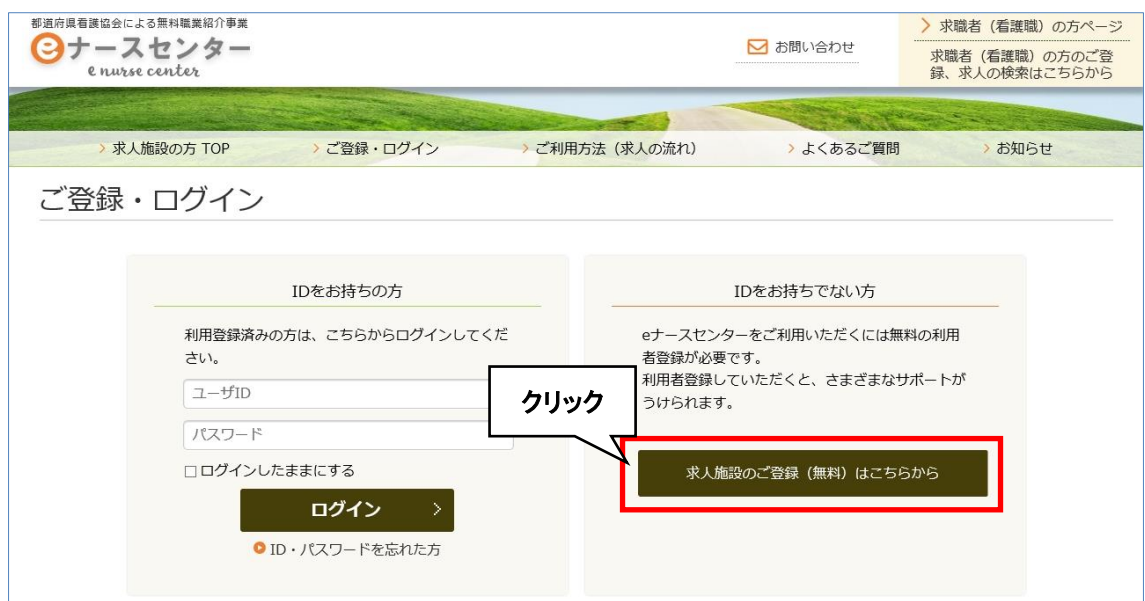 都道府県看護協会による無料職業紹介事業
eナースセンター
e nurse center
お問い合わせ
求職者（看護職）の方ページ
求職者（看護職）の方のご登
録、求人の検索はこちらから
求人施設の方 TOP
ご登録・ログイン
ご利用方法（求人の流れ）
よくあるご質問
お知らせ
ご登録・ログイン
IDをお持ちの方
利用登録済みの方は、こちらからログインしてくだ
さい。
ユーザID
パスワード
ログインしたままにする
ログイン
ID・パスワードを忘れた方
IDをお持ちでない方
eナースセンターをご利用いただくには無料の利用
者登録が必要です。
利用者登録していただくと、さまざまなサポートが
うけられます。
クリック
求人施設のご登録（無料）はこちらから